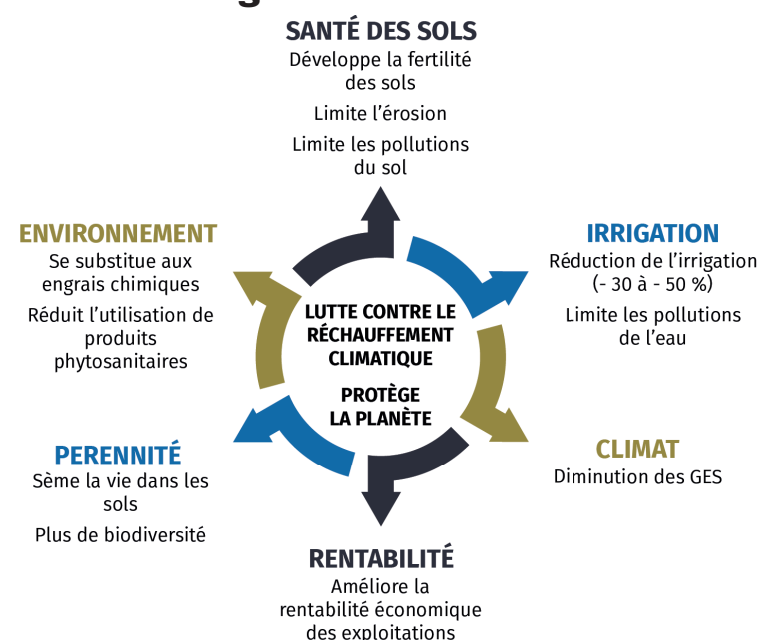 SANTÉ DES SOLS
Développe la fertilité
des sols
Limite l'érosion
Limite les pollutions
du sol
ENVIRONNEMENT
Se substitue aux
engrais chimiques
Réduit l'utilisation de
produits
phytosanitaires
IRRIGATION
Réduction de l'irrigation
(- 30 à - 50 %)
Limite les pollutions
de l'eau
LUTTE CONTRE LE
RÉCHAUFFEMENT
CLIMATIQUE
PROTÈGE
LA PLANÈTE
PERENNITÉ
Sème la vie dans les
sols
Plus de biodiversité
CLIMAT
Diminution des GES
RENTABILITÉ
Améliore la
rentabilité économique
des exploitations